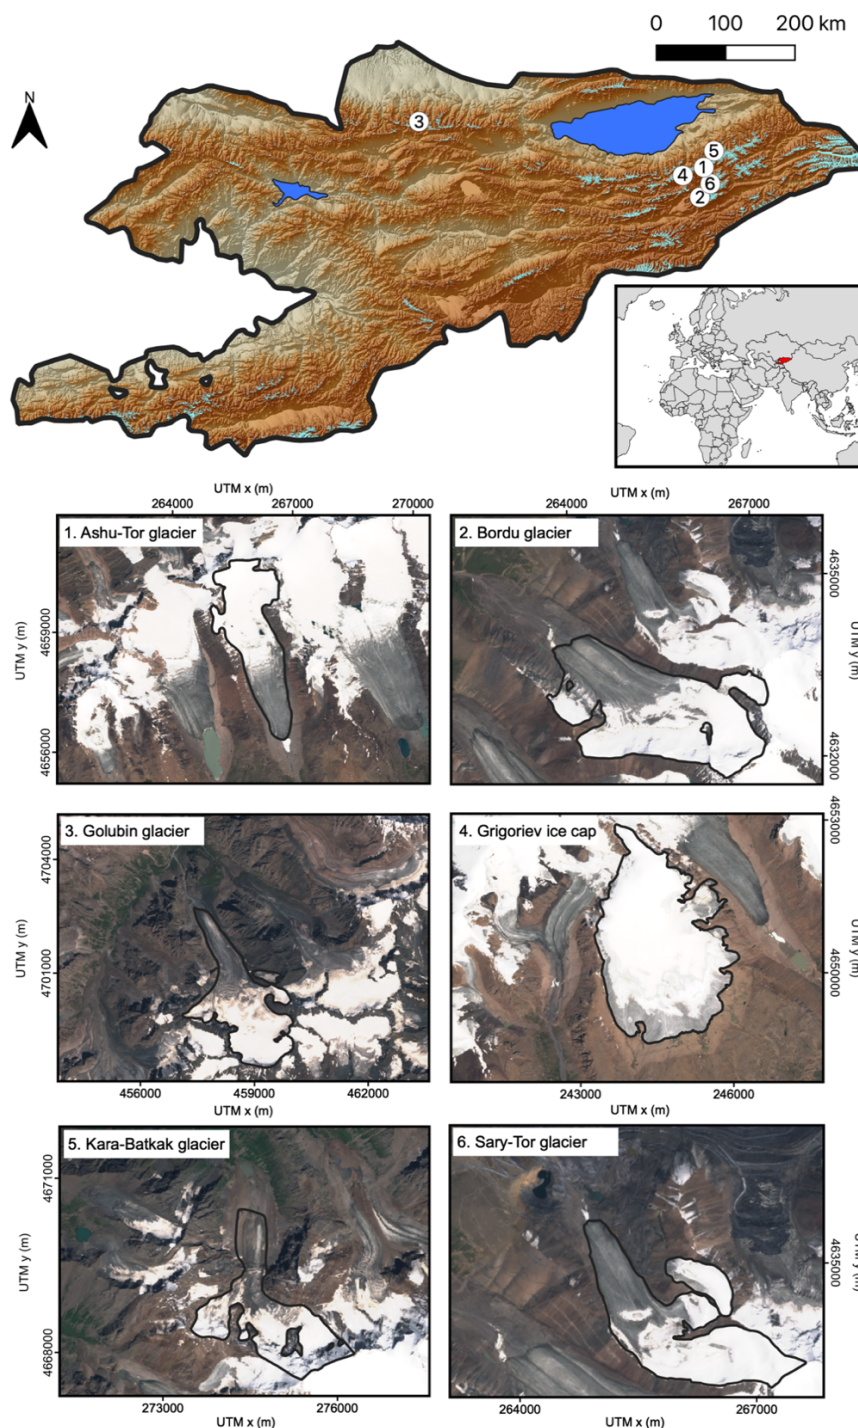 0 100 200 km
N
3
5
1
4
6
2
UTM x (m)
264000 267000 270000
1. Ashu-Tor glacier
UTM y (m)
4659000
4656000
UTM x (m)
264000 267000
2. Bordu glacier
4635000
UTM y (m)
4632000
3. Golubin glacier
4704000
UTM y (m)
4701000
456000 459000 462000
UTM x (m)
4. Grigoriev ice cap
4653000
UTM y (m)
4650000
243000 246000
UTM x (m)
5. Kara-Batkak glacier
4671000
UTM y (m)
4668000
273000 276000
UTM x (m)
6. Sary-Tor glacier
4635000
UTM y (m)
264000 267000
UTM x (m)